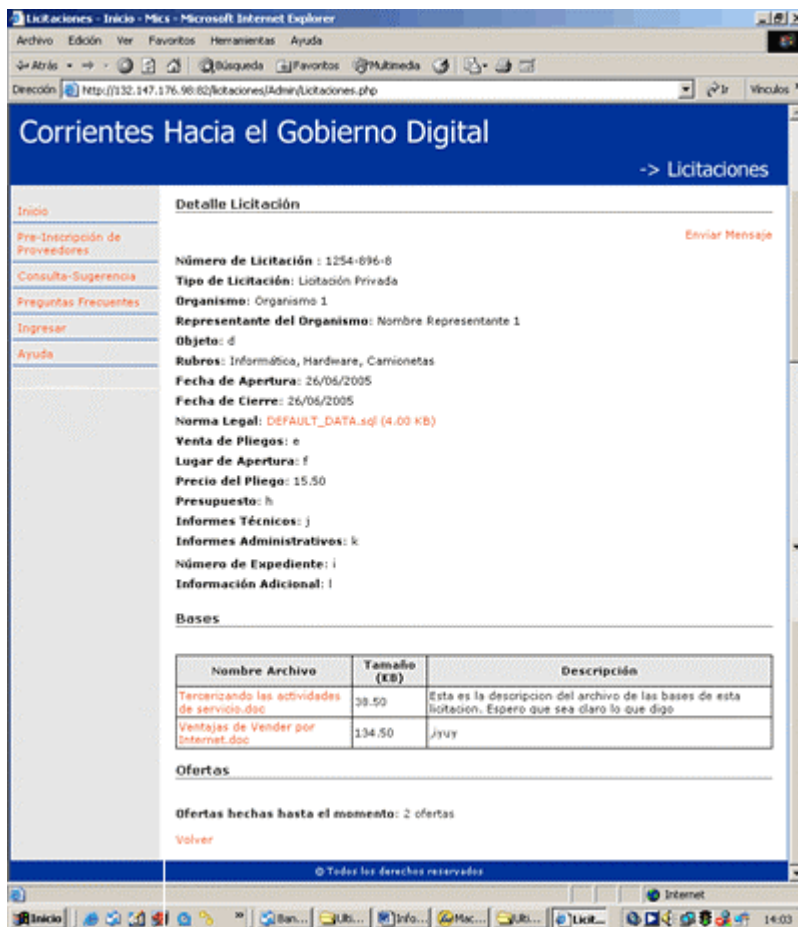 Licitaciones - Inicio - Mics - Microsoft Internet Explorer
Archivo Edición Ver Favoritos Herramientas Ayuda
Atrás Búsqueda Favoritos Multimedia
Dirección http://132.147.176.98:82/licitaciones/Admin/Licitaciones.php Ir Vínculos
Corrientes Hacia el Gobierno Digital
-> Licitaciones
Inicio
Pre-Inscripción de
Proveedores
Consulta-Sugerencia
Preguntas Frecuentes
Ingresar
Ayuda
Detalle Licitación
Enviar Mensaje
Número de Licitación : 1254-896-8
Tipo de Licitación: Licitación Privada
Organismo: Organismo 1
Representante del Organismo: Nombre Representante 1
Objeto: d
Rubros: Informática, Hardware, Camionetas
Fecha de Apertura: 26/06/2005
Fecha de Cierre: 26/06/2005
Norma Legal: DEFAULT_DATA.sql (4.00 KB)
Venta de Pliegos: e
Lugar de Apertura: f
Precio del Pliego: 15.50
Presupuesto: h
Informes Técnicos: j
Informes Administrativos: k
Número de Expediente: i
Información Adicional: l
Bases
Nombre Archivo Tamaño (KB) Descripción
Tercerizando las actividades de servicio.doc 38.50 Esta es la descripcion del archivo de las bases de esta licitacion. Espero que sea claro lo que digo
Ventajas de Vender por Internet.doc 134.50 .iyuy
Ofertas
Ofertas hechas hasta el momento: 2 ofertas
Volver
© Todos los derechos reservados
Internet
Inicio Ban... Ulti... Info... Mac... SUlti... Licit... 14:03